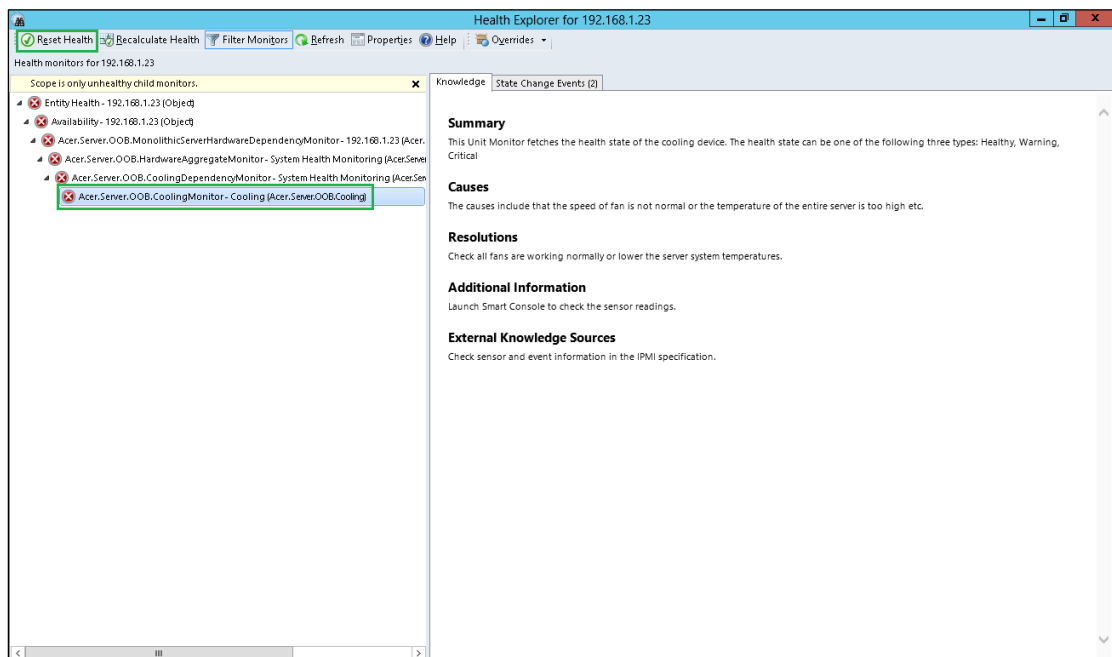 Health Explorer for 192.168.1.23
Reset Health Recalculate Health Filter Monitors Refresh Properties Help Overrides
Health monitors for 192.168.1.23
Scope is only unhealthy child monitors.
Entity Health - 192.168.1.23 (Object)
Availability - 192.168.1.23 (Object)
Acer.Server.OOB.MonolithicServerHardwareDependencyMonitor - 192.168.1.23 (Acer.
Acer.Server.OOB.HardwareAggregateMonitor - System Health Monitoring (Acer.Server
Acer.Server.OOB.CoolingDependencyMonitor - System Health Monitoring (Acer.Ser
Acer.Server.OOB.CoolingMonitor - Cooling (Acer.Server.OOB.Cooling)
Knowledge State Change Events (2)
Summary
This Unit Monitor fetches the health state of the cooling device. The health state can be one of the following three types: Healthy, Warning,
Critical
Causes
The causes include that the speed of fan is not normal or the temperature of the entire server is too high etc.
Resolutions
Check all fans are working normally or lower the server system temperatures.
Additional Information
Launch Smart Console to check the sensor readings.
External Knowledge Sources
Check sensor and event information in the IPMI specification.